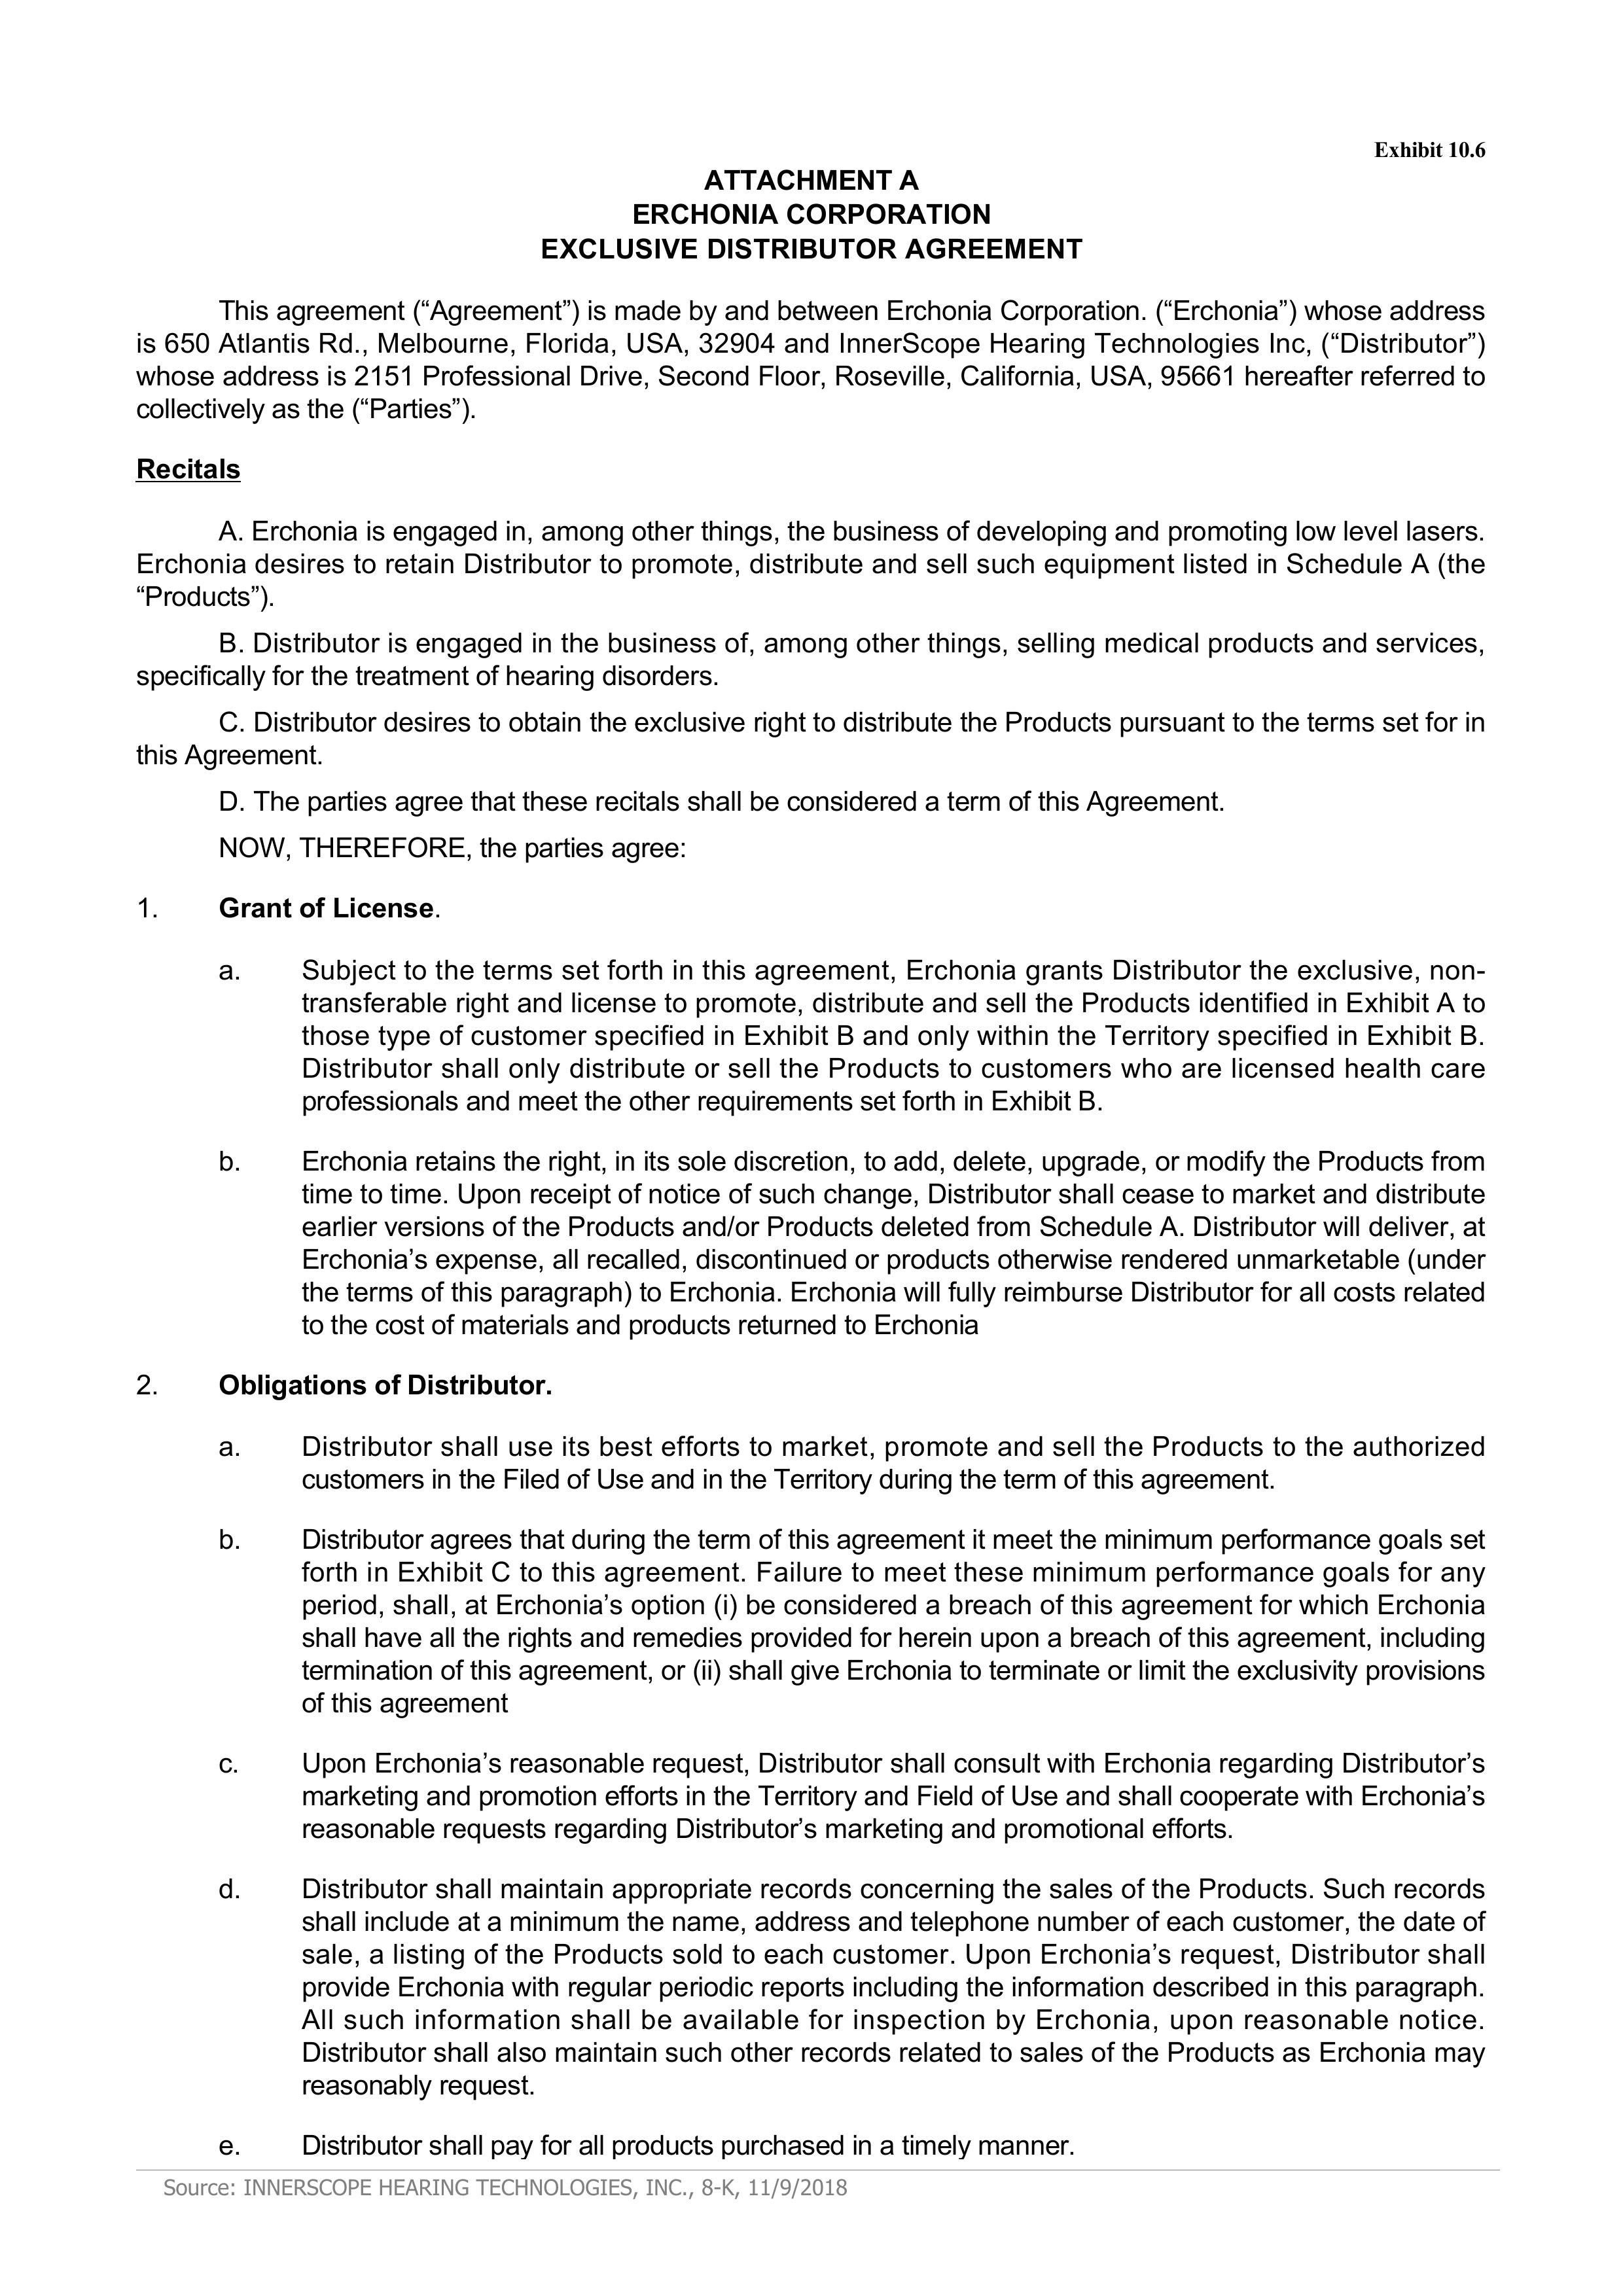 Exhibit 10.6
ATTACHMENT A
ERCHONIA CORPORATION
EXCLUSIVE DISTRIBUTOR AGREEMENT
This agreement (“Agreement”) is made by and between Erchonia Corporation. (“Erchonia”) whose address
is 650 Atlantis Rd., Melbourne, Florida, USA, 32904 and InnerScope Hearing Technologies Inc, (“Distributor”)
whose address is 2151 Professional Drive, Second Floor, Roseville, California, USA, 95661 hereafter referred to
collectively as the (“Parties”).
Recitals
A. Erchonia is engaged in, among other things, the business of developing and promoting low level lasers.
Erchonia desires to retain Distributor to promote, distribute and sell such equipment listed in Schedule A (the
“Products”).
B. Distributor is engaged in the business of, among other things, selling medical products and services,
specifically for the treatment of hearing disorders.
C. Distributor desires to obtain the exclusive right to distribute the Products pursuant to the terms set for in
this Agreement.
D. The parties agree that these recitals shall be considered a term of this Agreement.
NOW, THEREFORE, the parties agree:
1. Grant of License.
a. Subject to the terms set forth in this agreement, Erchonia grants Distributor the exclusive, non-
transferable right and license to promote, distribute and sell the Products identified in Exhibit A to
those type of customer specified in Exhibit B and only within the Territory specified in Exhibit B.
Distributor shall only distribute or sell the Products to customers who are licensed health care
professionals and meet the other requirements set forth in Exhibit B.
b. Erchonia retains the right, in its sole discretion, to add, delete, upgrade, or modify the Products from
time to time. Upon receipt of notice of such change, Distributor shall cease to market and distribute
earlier versions of the Products and/or Products deleted from Schedule A. Distributor will deliver, at
Erchonia’s expense, all recalled, discontinued or products otherwise rendered unmarketable (under
the terms of this paragraph) to Erchonia. Erchonia will fully reimburse Distributor for all costs related
to the cost of materials and products returned to Erchonia
2. Obligations of Distributor.
a. Distributor shall use its best efforts to market, promote and sell the Products to the authorized
customers in the Filed of Use and in the Territory during the term of this agreement.
b. Distributor agrees that during the term of this agreement it meet the minimum performance goals set
forth in Exhibit C to this agreement. Failure to meet these minimum performance goals for any
period, shall, at Erchonia’s option (i) be considered a breach of this agreement for which Erchonia
shall have all the rights and remedies provided for herein upon a breach of this agreement, including
termination of this agreement, or (ii) shall give Erchonia to terminate or limit the exclusivity provisions
of this agreement
c. Upon Erchonia’s reasonable request, Distributor shall consult with Erchonia regarding Distributor’s
marketing and promotion efforts in the Territory and Field of Use and shall cooperate with Erchonia’s
reasonable requests regarding Distributor’s marketing and promotional efforts.
d. Distributor shall maintain appropriate records concerning the sales of the Products. Such records
shall include at a minimum the name, address and telephone number of each customer, the date of
sale, a listing of the Products sold to each customer. Upon Erchonia’s request, Distributor shall
provide Erchonia with regular periodic reports including the information described in this paragraph.
All such information shall be available for inspection by Erchonia, upon reasonable notice.
Distributor shall also maintain such other records related to sales of the Products as Erchonia may
reasonably request.
e. Distributor shall pay for all products purchased in a timely manner.
Source: INNERSCOPE HEARING TECHNOLOGIES, INC., 8-K, 11/9/2018